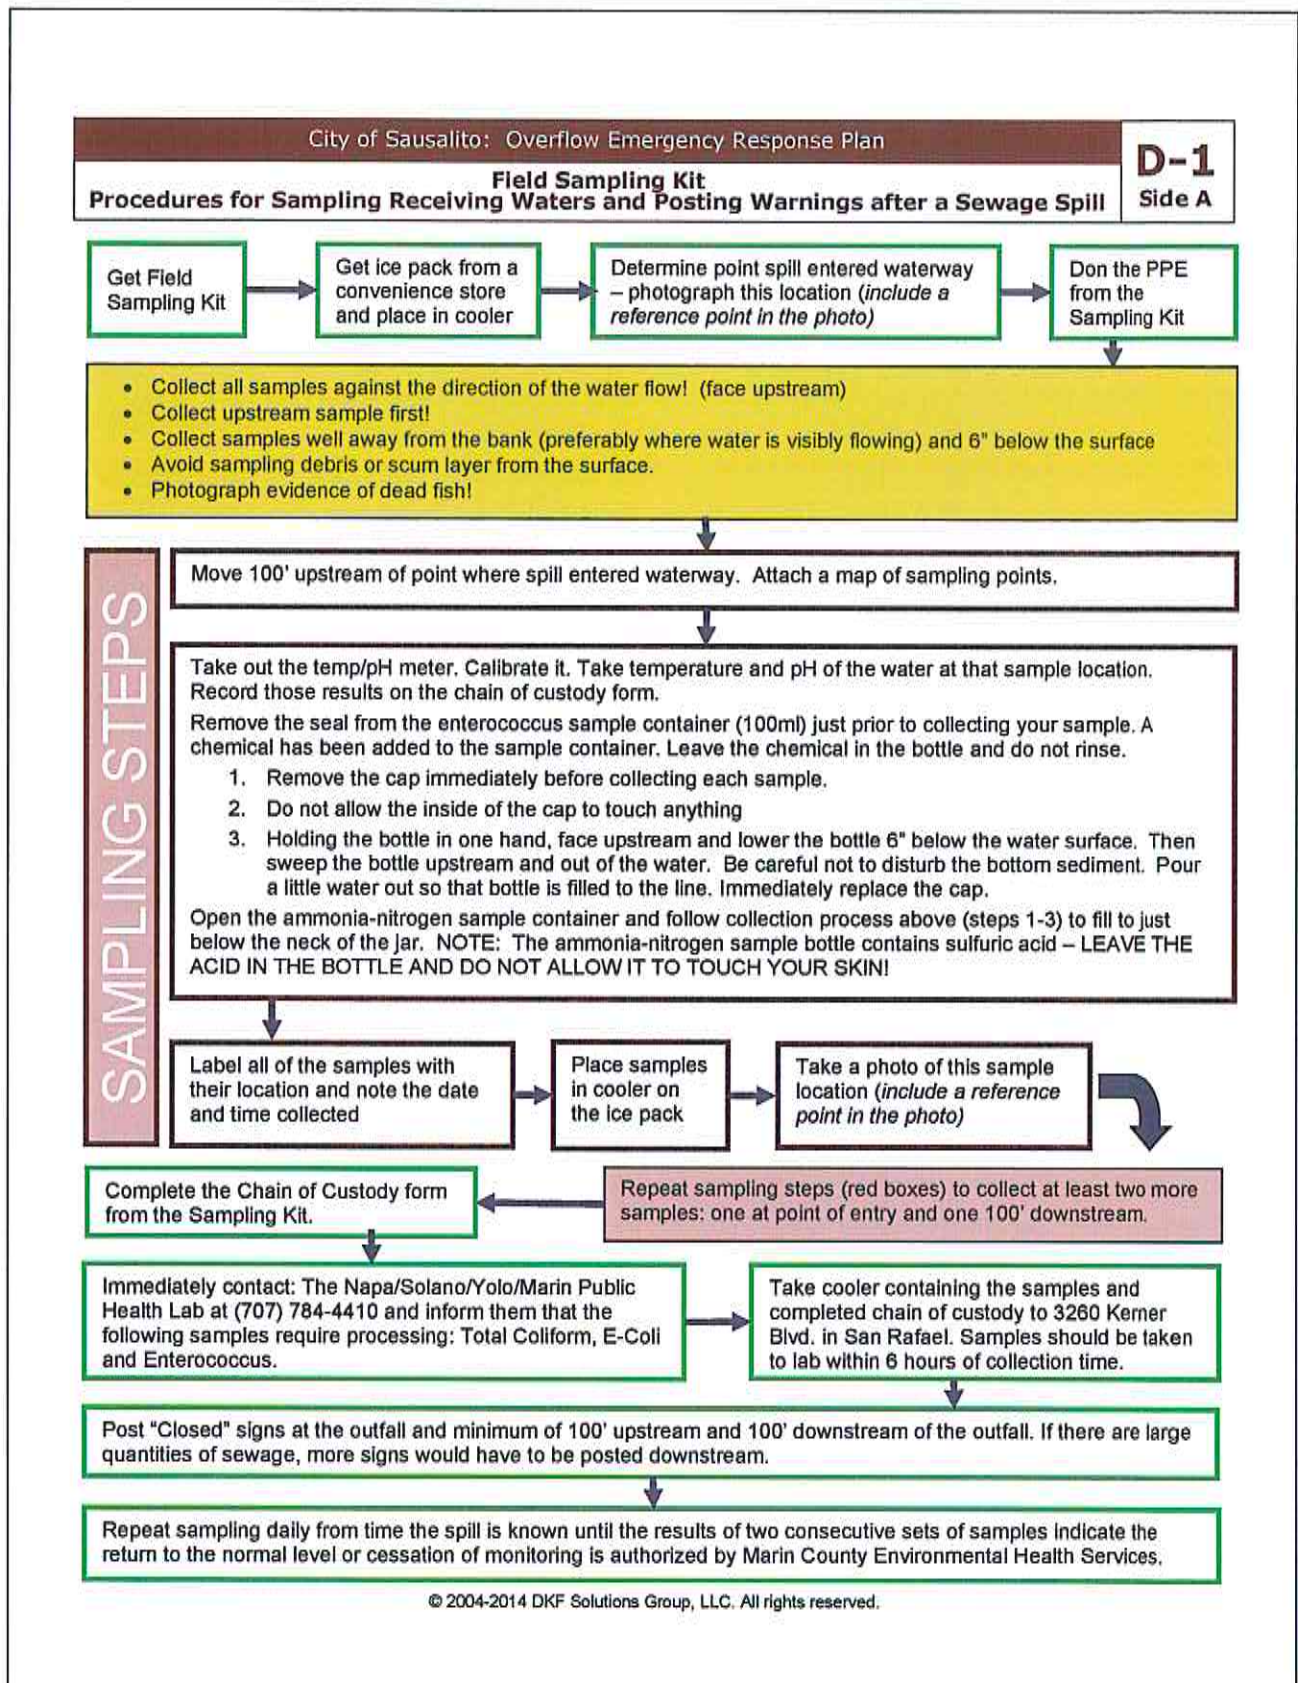 City of Sausalito: Overflow Emergency Response Plan
D-1
Side A
Field Sampling Kit
Procedures for Sampling Receiving Waters and Posting Warnings after a Sewage Spill
Get Field
Sampling Kit
Get ice pack from a
convenience store
and place in cooler
Determine point spill entered waterway
– photograph this location (include a
reference point in the photo)
Don the PPE
from the
Sampling Kit
• Collect all samples against the direction of the water flow! (face upstream)
• Collect upstream sample first!
• Collect samples well away from the bank (preferably where water is visibly flowing) and 6" below the surface
• Avoid sampling debris or scum layer from the surface.
• Photograph evidence of dead fish!
SAMPLING STEPS
Move 100' upstream of point where spill entered waterway. Attach a map of sampling points.
Take out the temp/pH meter. Calibrate it. Take temperature and pH of the water at that sample location.
Record those results on the chain of custody form.
Remove the seal from the enterococcus sample container (100ml) just prior to collecting your sample. A
chemical has been added to the sample container. Leave the chemical in the bottle and do not rinse.
1. Remove the cap immediately before collecting each sample.
2. Do not allow the inside of the cap to touch anything
3. Holding the bottle in one hand, face upstream and lower the bottle 6" below the water surface. Then
sweep the bottle upstream and out of the water. Be careful not to disturb the bottom sediment. Pour
a little water out so that bottle is filled to the line. Immediately replace the cap.
Open the ammonia-nitrogen sample container and follow collection process above (steps 1-3) to fill to just
below the neck of the jar. NOTE: The ammonia-nitrogen sample bottle contains sulfuric acid – LEAVE THE
ACID IN THE BOTTLE AND DO NOT ALLOW IT TO TOUCH YOUR SKIN!
Label all of the samples with
their location and note the date
and time collected
Place samples
in cooler on
the ice pack
Take a photo of this sample
location (include a reference
point in the photo)
Repeat sampling steps (red boxes) to collect at least two more
samples: one at point of entry and one 100' downstream.
Complete the Chain of Custody form
from the Sampling Kit.
Immediately contact: The Napa/Solano/Yolo/Marin Public
Health Lab at (707) 784-4410 and inform them that the
following samples require processing: Total Coliform, E-Coli
and Enterococcus.
Take cooler containing the samples and
completed chain of custody to 3260 Kerner
Blvd. in San Rafael. Samples should be taken
to lab within 6 hours of collection time.
Post "Closed" signs at the outfall and minimum of 100' upstream and 100' downstream of the outfall. If there are large
quantities of sewage, more signs would have to be posted downstream.
Repeat sampling daily from time the spill is known until the results of two consecutive sets of samples indicate the
return to the normal level or cessation of monitoring is authorized by Marin County Environmental Health Services.
© 2004-2014 DKF Solutions Group, LLC. All rights reserved.